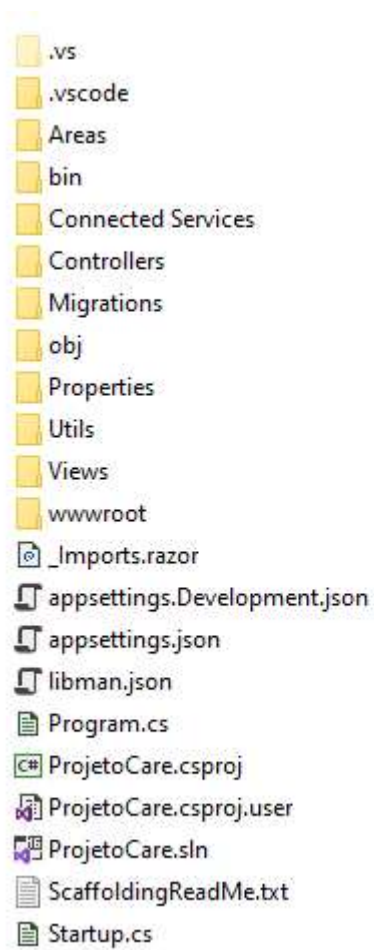 .vs
.vscode
Areas
bin
Connected Services
Controllers
Migrations
obj
Properties
Utils
Views
wwwroot
_Imports.razor
appsettings.Development.json
appsettings.json
libman.json
Program.cs
ProjetoCare.csproj
ProjetoCare.csproj.user
ProjetoCare.sln
ScaffoldingReadMe.txt
Startup.cs